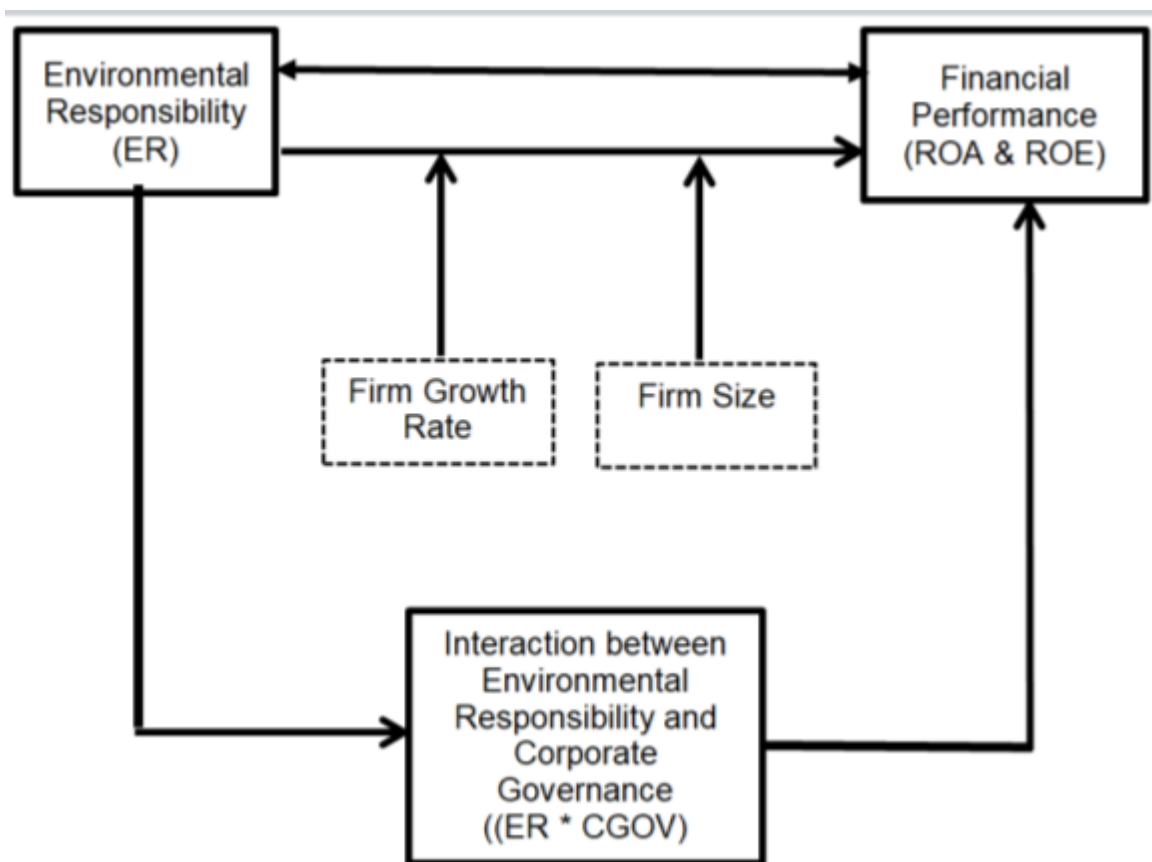 Environmental
Responsibility
(ER)
Financial
Performance
(ROA & ROE)
Firm Growth
Rate
Firm Size
Interaction between
Environmental
Responsibility and
Corporate
Governance
((ER * CGOV)